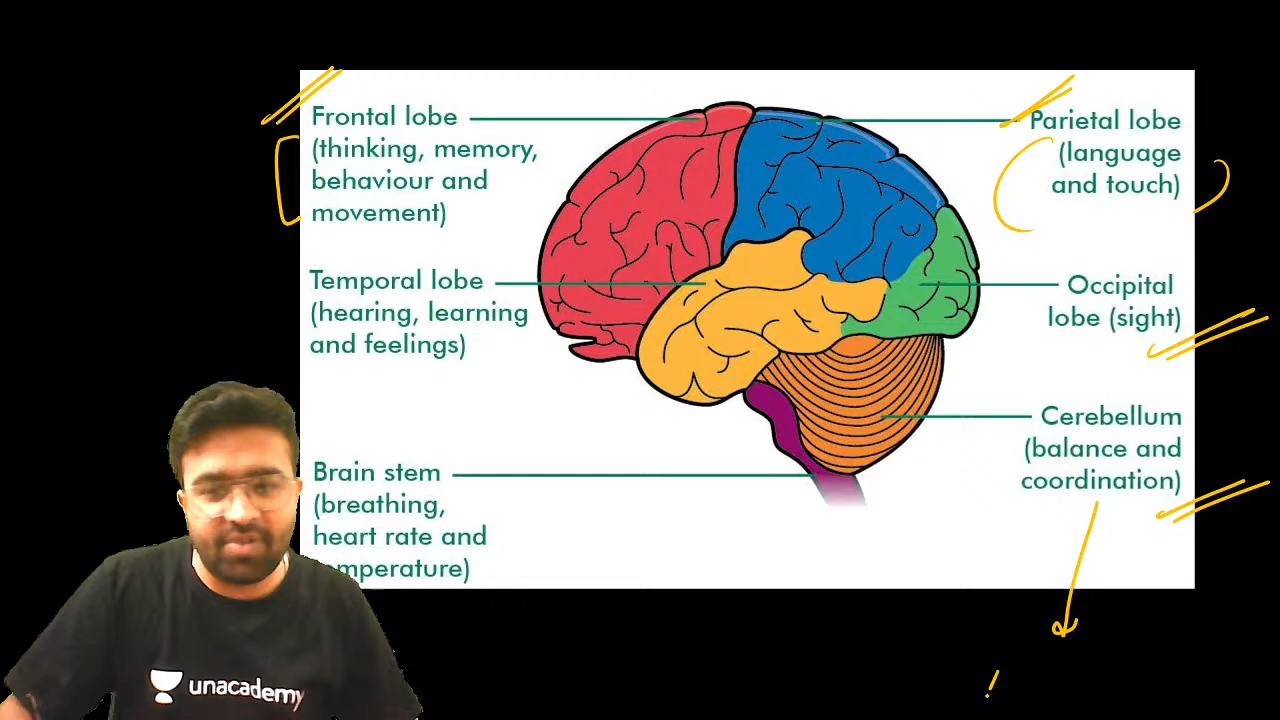 Frontal lobe
(thinking, memory,
behaviour and
movement)
Parietal lobe
(language
and touch)
Temporal lobe
(hearing, learning
and feelings)
Occipital
lobe (sight)
Cerebellum
(balance and
coordination)
Brain stem
(breathing,
heart rate and
mperature)
unacademy